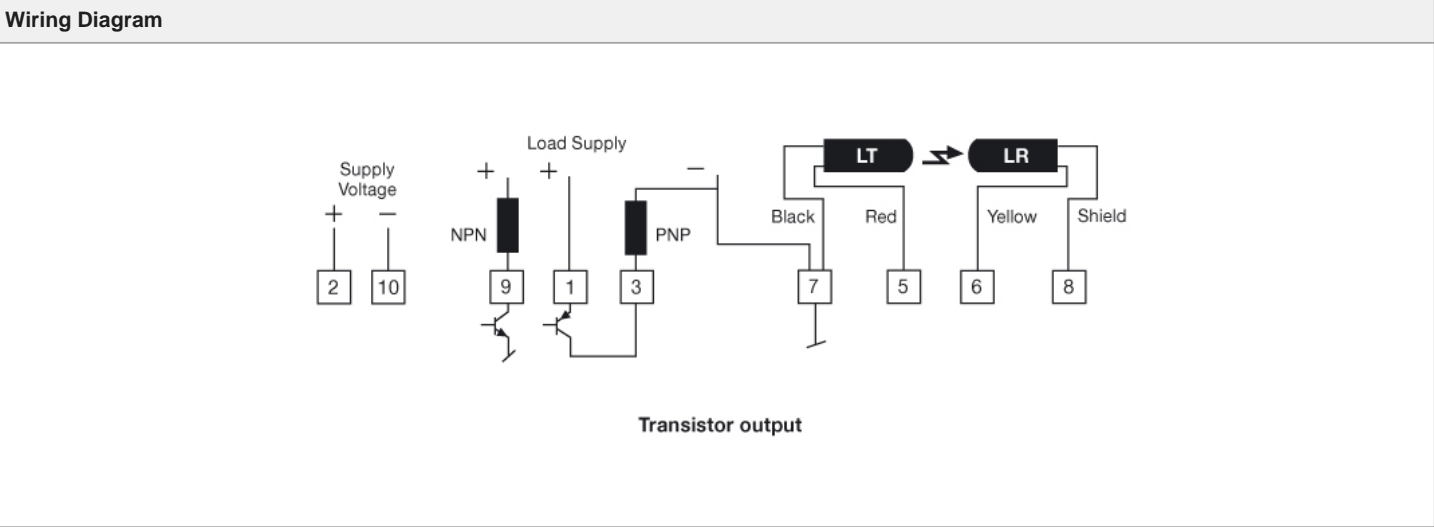 Wiring Diagram
Load Supply
Supply
Voltage
+ −
+ + −
NPN
PNP
LT
LR
Black
Red
Yellow
Shield
2 10 9 1 3 7 5 6 8
Transistor output